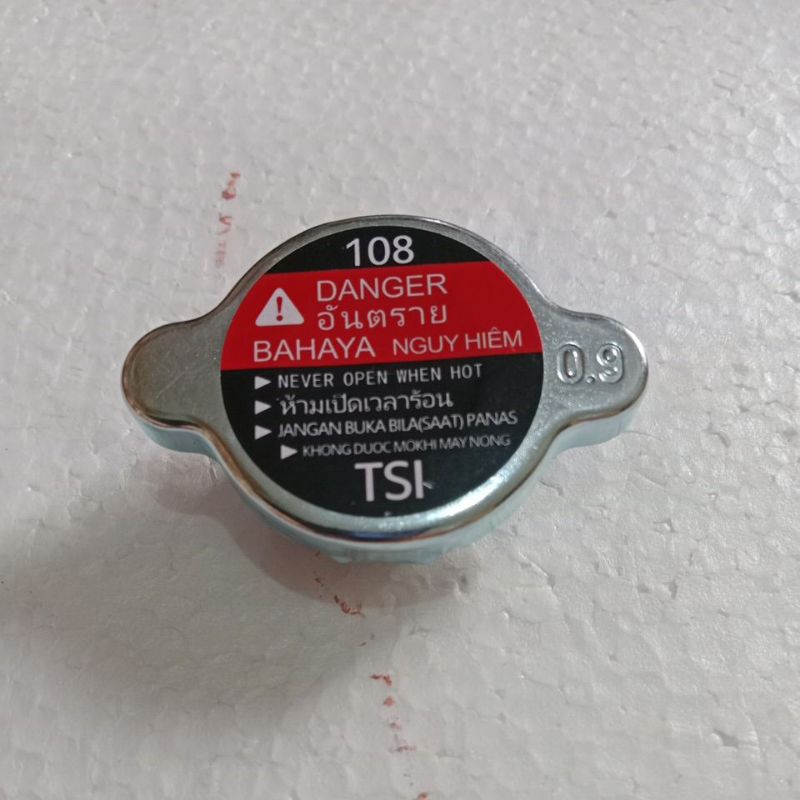 108
DANGER
อันตราย
BAHAYA NGUY HIÊM
NEVER OPEN WHEN HOT
ห้ามเปิดเวลาร้อน
JANGAN BUKA BILA(SAAT) PANAS
KHONG DUOC MOKHI MAY NONG
TSI
0.9